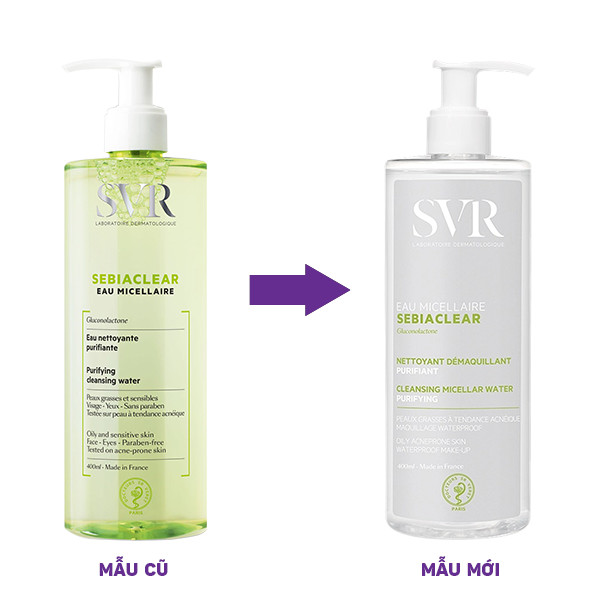 SVR
LABORATOIRE DERMATOLOGIQUE
SEBIACLEAR
EAU MICELLAIRE
Gluconolactone
Eau nettoyante
purifiante
Purifying
cleansing water
Peaux grasses et sensibles
Visage - Yeux - Sans paraben
Testée sur peau à tendance acnéique
Oily and sensitive skin
Face - Eyes - Paraben-free
Tested on acne-prone skin
400ml - Made in France
PARIS
MẪU CŨ
SVR
LABORATOIRE DERMATOLOGIQUE
EAU MICELLAIRE
SEBIACLEAR
Gluconolactone
NETTOYANT DÉMAQUILLANT
PURIFIANT
CLEANSING MICELLAR WATER
PURIFYING
PEAUX GRASSES À TENDANCE ACNÉIQUE
MAQUILLAGE WATERPROOF
OILY, ACNEPRONE SKIN
WATERPROOF MAKE-UP
400ml - Made in France
PARIS
MẪU MỚI